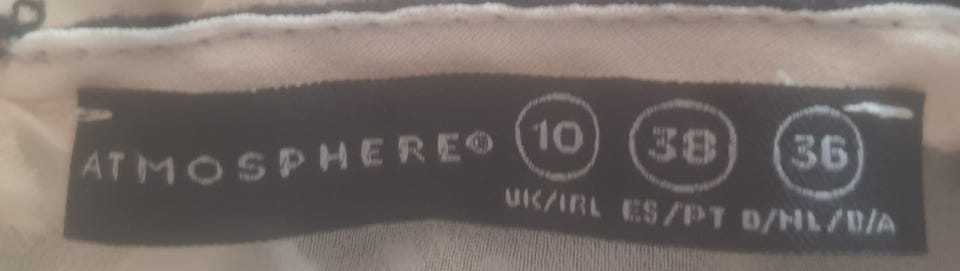 ATMOSPHERE® 10 38 36
UK/IRL ES/PT B/NL/D/A